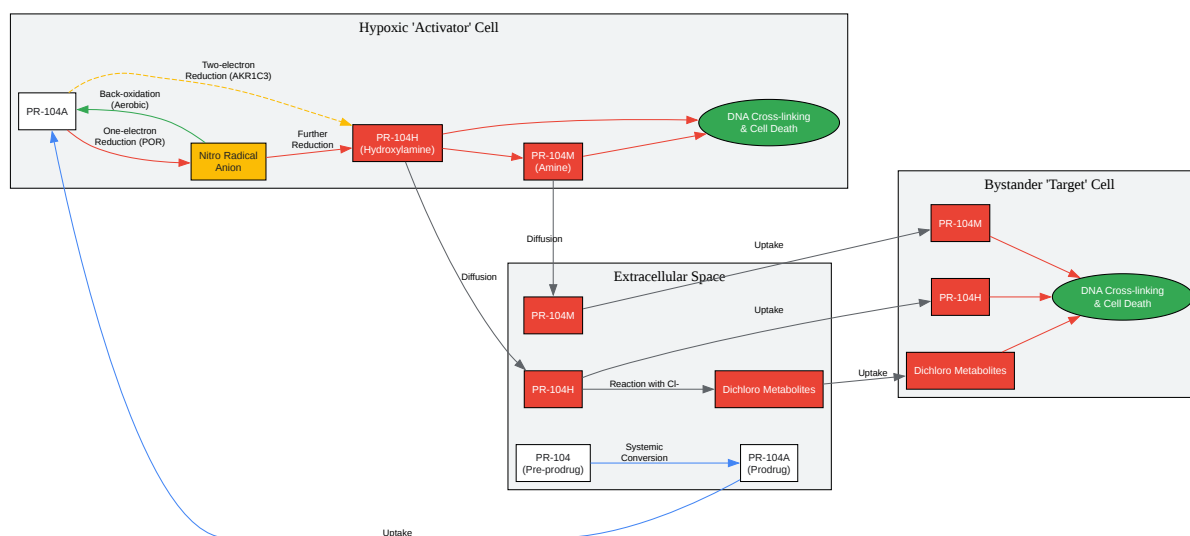 Hypoxic 'Activator' Cell
Two-electron
Reduction (AKR1C3)
PR-104A
Back-oxidation
(Aerobic)
One-electron
Reduction (POR)
Nitro Radical
Anion
Further
Reduction
PR-104H
(Hydroxylamine)
PR-104M
(Amine)
DNA Cross-linking
& Cell Death
Bystander 'Target' Cell
PR-104M
PR-104H
Dichloro Metabolites
DNA Cross-linking
& Cell Death
Diffusion
Diffusion
Uptake
Uptake
Uptake
Extracellular Space
PR-104M
PR-104H
Reaction with Cl-
Dichloro Metabolites
PR-104
(Pre-prodrug)
Systemic
Conversion
PR-104A
(Prodrug)
Uptake